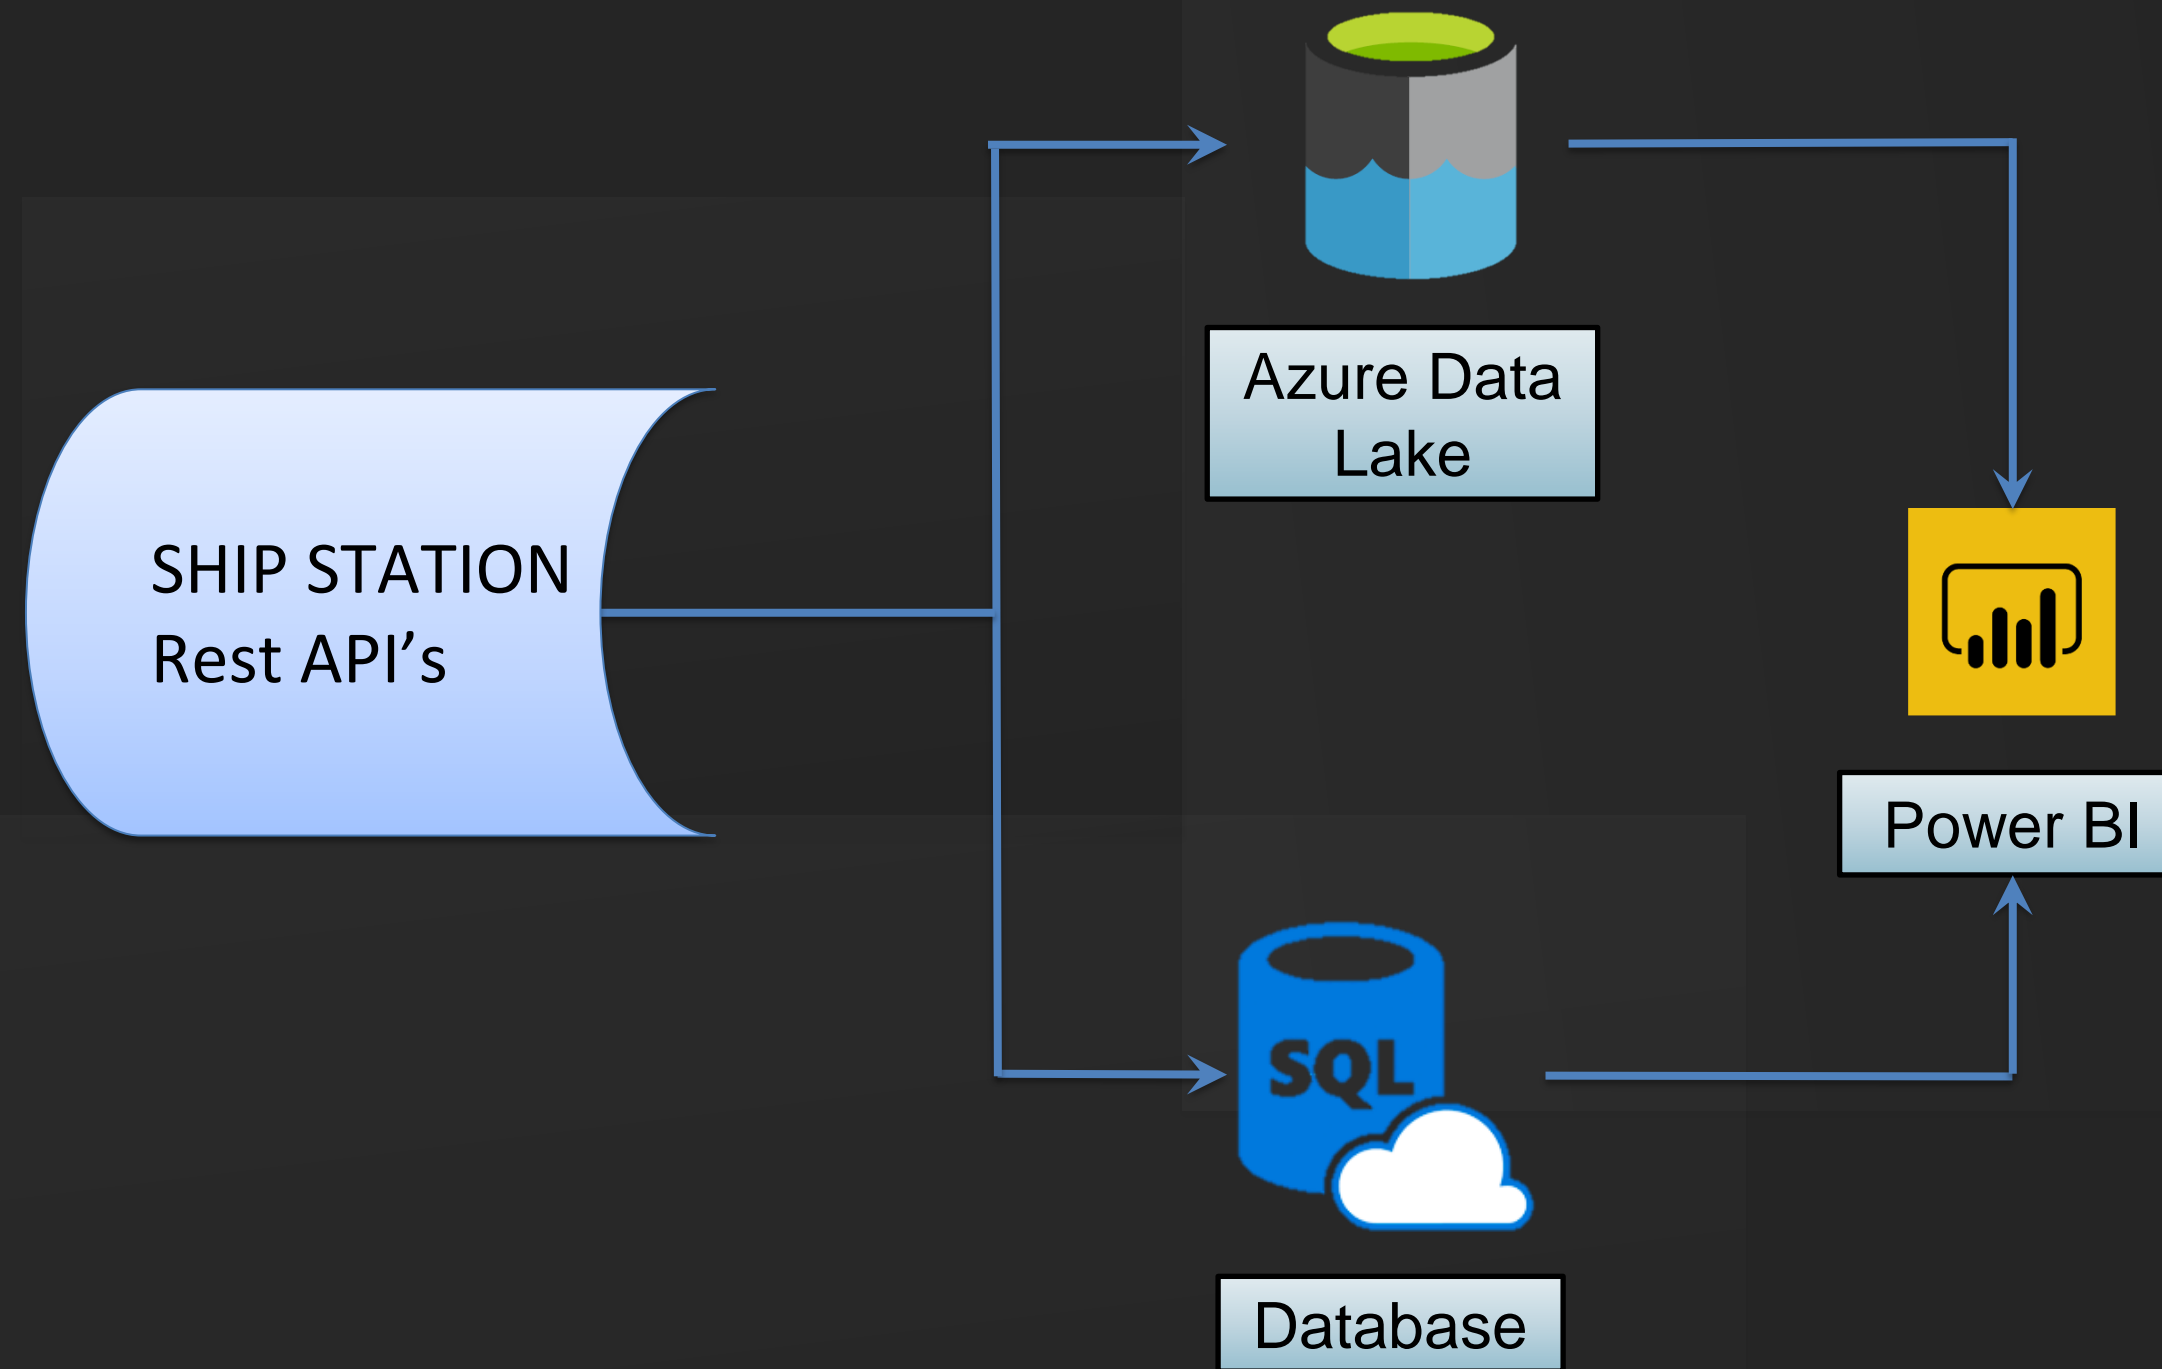 Azure Data
Lake
SHIP STATION
Rest API’s
Power BI
SQL
Database